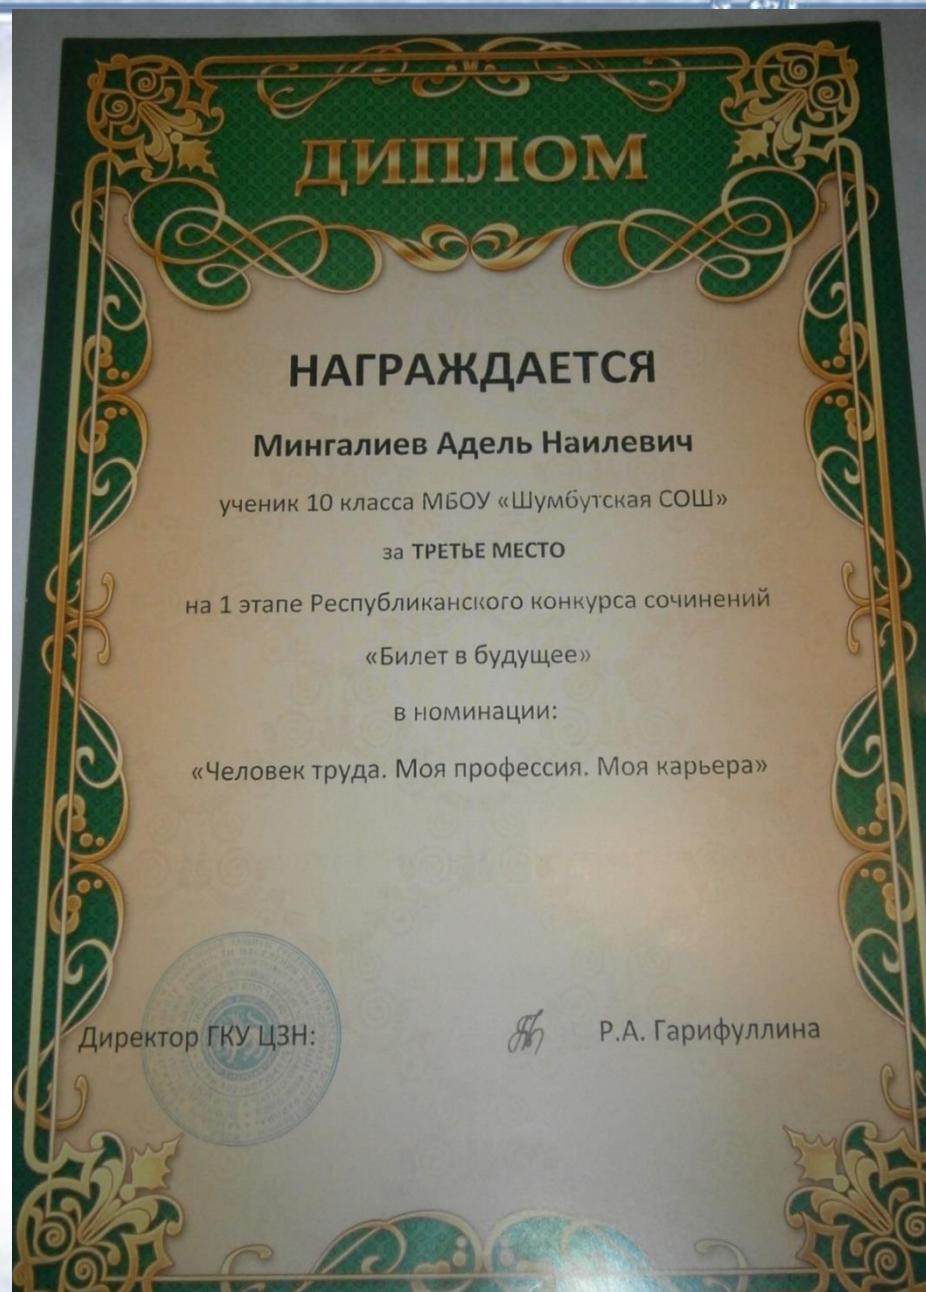 ДИПЛОМ
НАГРАЖДАЕТСЯ
Мингалиев Адель Наилевич
ученик 10 класса МБОУ «Шумбутская СОШ»
за ТРЕТЬЕ МЕСТО
на 1 этапе Республиканского конкурса сочинений
«Билет в будущее»
в номинации:
«Человек труда. Моя профессия. Моя карьера»
Директор ГКУ ЦЗН: Р.А. Гарифуллина